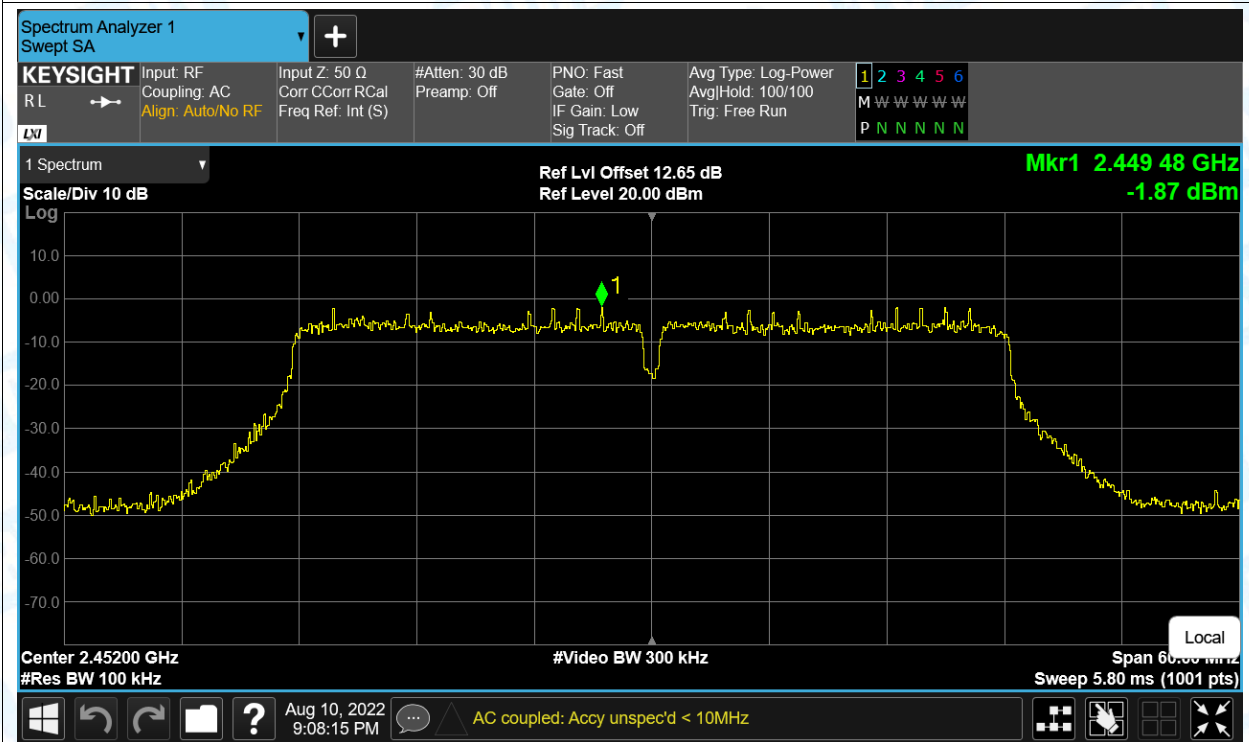 Spectrum Analyzer 1
Swept SA
KEYSIGHT
R L
LXI
Input: RF
Coupling: AC
Align: Auto/No RF
Input Z: 50 Ω
Corr CCorr RCal
Freq Ref: Int (S)
#Atten: 30 dB
Preamp: Off
PNO: Fast
Gate: Off
IF Gain: Low
Sig Track: Off
Avg Type: Log-Power
Avg|Hold: 100/100
Trig: Free Run
1 2 3 4 5 6
M W W W W W
P N N N N N
1 Spectrum
Scale/Div 10 dB
Log
Ref Lvl Offset 12.65 dB
Ref Level 20.00 dBm
Mkr1 2.449 48 GHz
-1.87 dBm
10.0
0.00
-10.0
-20.0
-30.0
-40.0
-50.0
-60.0
-70.0
1
Local
Center 2.45200 GHz
#Res BW 100 kHz
#Video BW 300 kHz
Span 60.00 MHz
Sweep 5.80 ms (1001 pts)
?
Aug 10, 2022
9:08:15 PM
AC coupled: Accy unspec'd < 10MHz